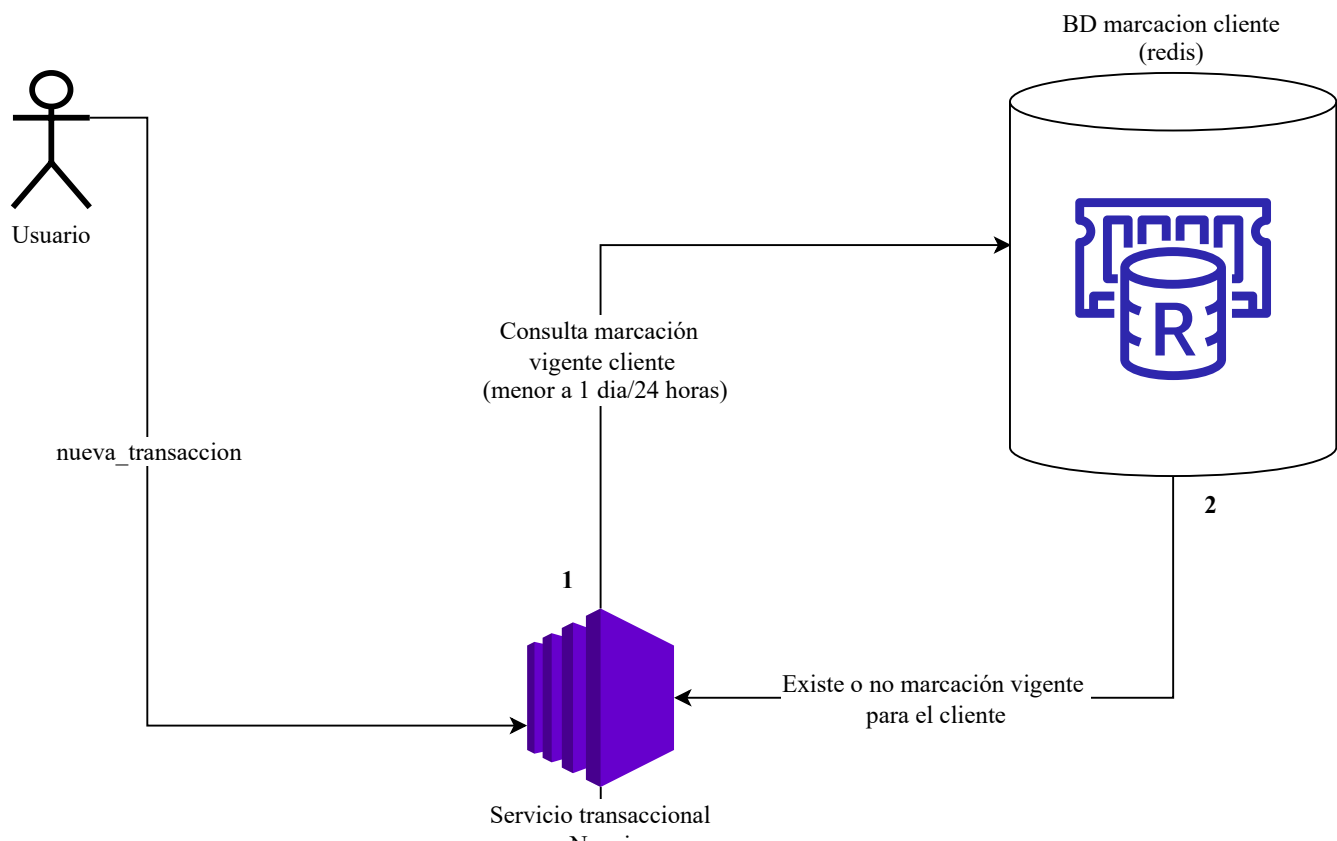 BD marcacion cliente
(redis)
Usuario
R
Consulta marcación
vigente cliente
(menor a 1 dia/24 horas)
nueva_transaccion
2
1
Existe o no marcación vigente
para el cliente
Servicio transaccional